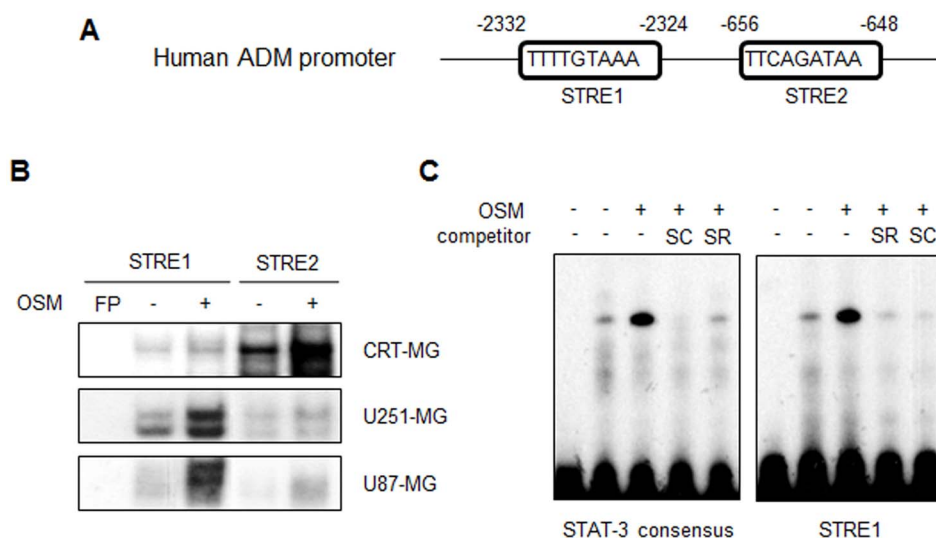 A
Human ADM promoter
-2332 -2324 -656 -648
TTTTGTAAA TTCAGATAA
STRE1 STRE2
B
STRE1 STRE2
OSM FP - + - +
CRT-MG
U251-MG
U87-MG
C
OSM - - + + + - - + + +
competitor - - - SC SR - - - SR SC
STAT-3 consensus STRE1